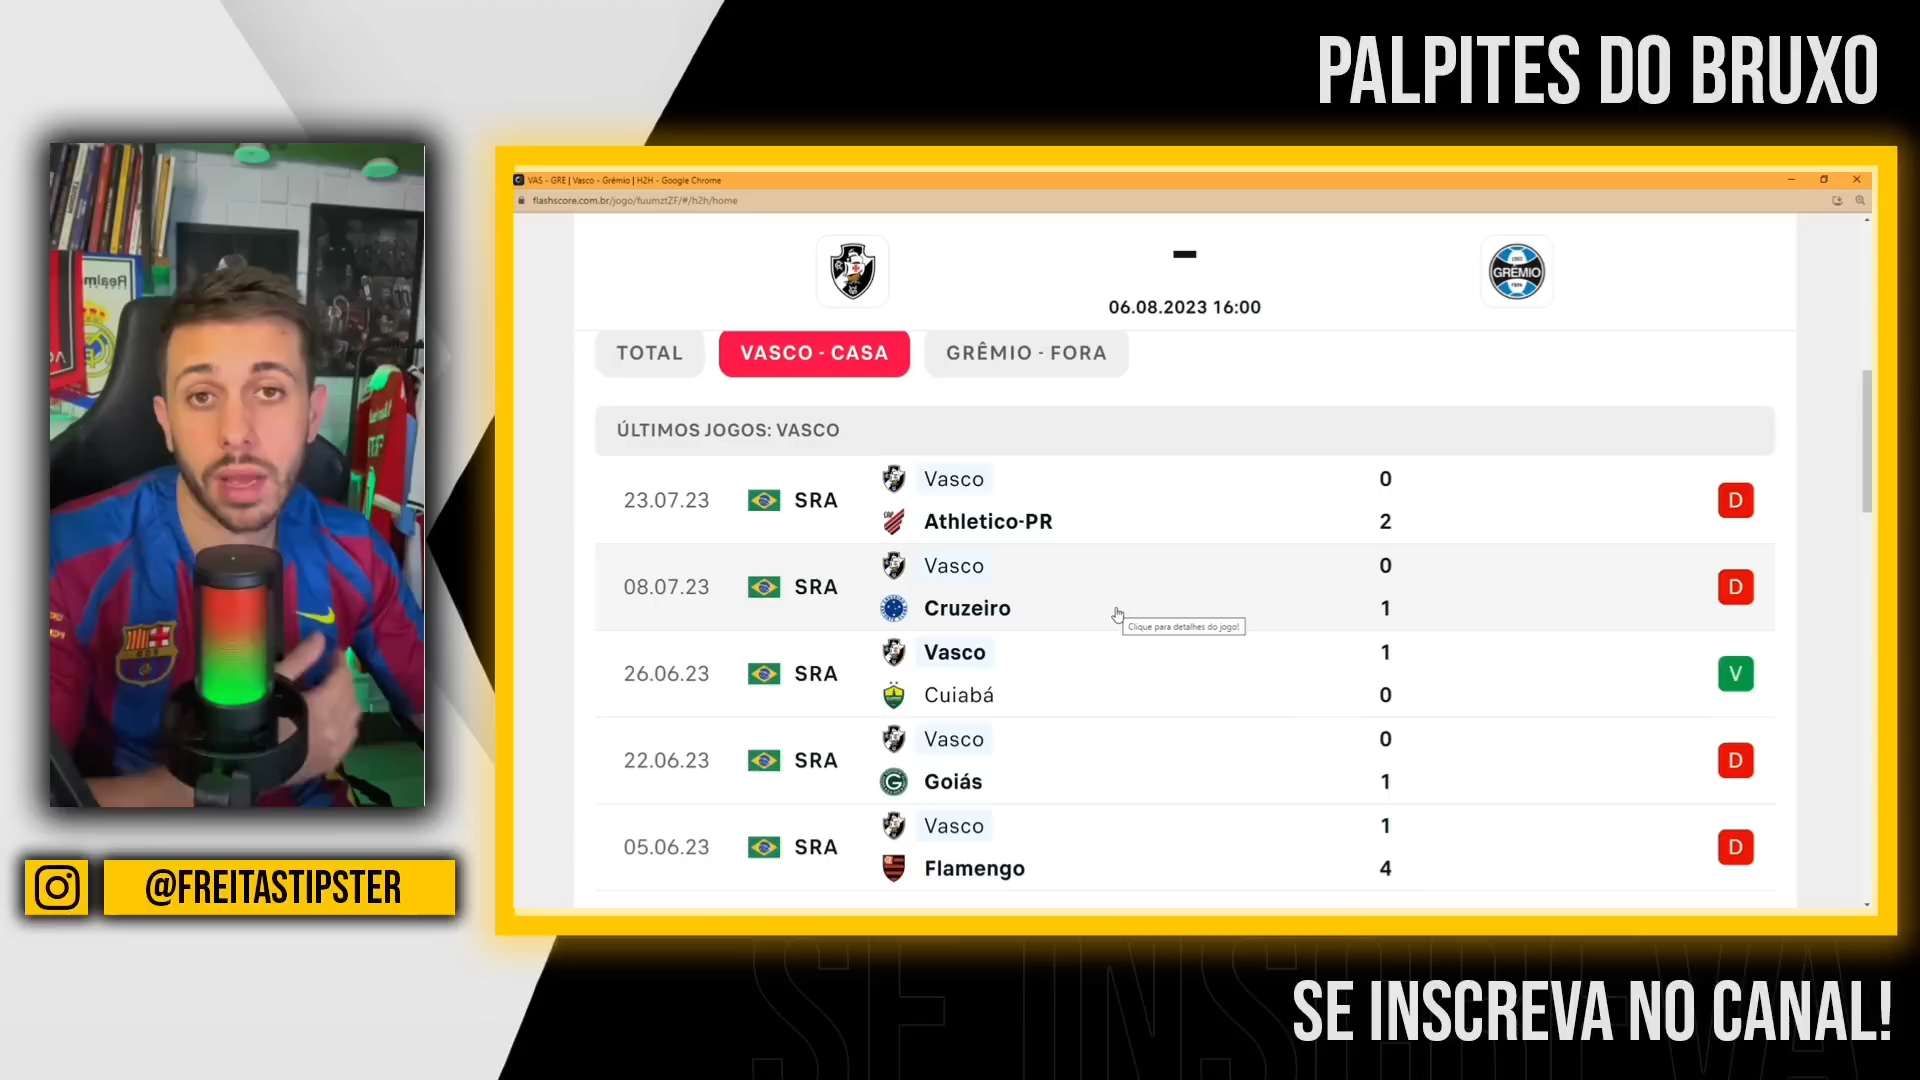 PALPITES DO BRUXO
VAS - GRE | Vasco - Grêmio | H2H - Google Chrome
flashscore.com.br/jogo/fuumztZF/#/h2h/home
GRÊMIO
06.08.2023 16:00
TOTAL
VASCO - CASA
GRÊMIO - FORA
ÚLTIMOS JOGOS: VASCO
23.07.23 SRA Vasco 0
Athletico-PR 2
D
08.07.23 SRA Vasco 0
Cruzeiro 1
D
Clique para detalhes do jogo!
26.06.23 SRA Vasco 1
Cuiabá 0
V
22.06.23 SRA Vasco 0
Goiás 1
D
05.06.23 SRA Vasco 1
Flamengo 4
D
@FREITASTIPSTER
SE INSCREVA NO CANAL!